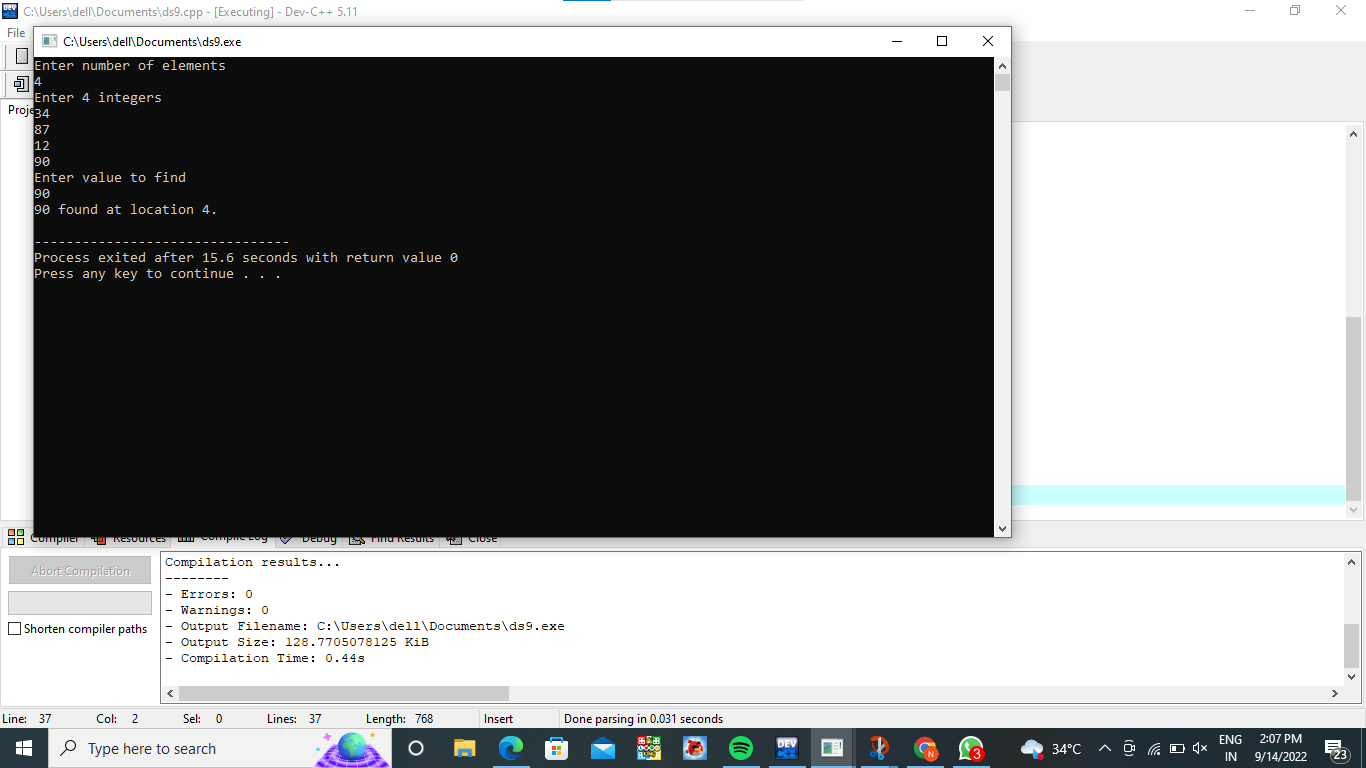 C:\Users\dell\Documents\ds9.cpp - [Executing] - Dev-C++ 5.11
File
C:\Users\dell\Documents\ds9.exe
Enter number of elements
4
Enter 4 integers
34
87
12
90
Enter value to find
90
90 found at location 4.
--------------------------------
Process exited after 15.6 seconds with return value 0
Press any key to continue . . .
Proje
Compiler Resources Compile Log Debug Find Results Close
Abort Compilation
Shorten compiler paths
Compilation results...
--------
- Errors: 0
- Warnings: 0
- Output Filename: C:\Users\dell\Documents\ds9.exe
- Output Size: 128.7705078125 KiB
- Compilation Time: 0.44s
Line: 37 Col: 2 Sel: 0 Lines: 37 Length: 768 Insert Done parsing in 0.031 seconds
Type here to search
DEV
N
3
34°C
ENG
IN
2:07 PM
9/14/2022
23